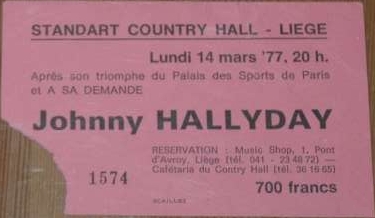 STANDART COUNTRY HALL - LIEGE
Lundi 14 mars '77, 20 h.
Après son triomphe du Palais des Sports de Paris
et A SA DEMANDE
Johnny HALLYDAY
RESERVATION : Music Shop, 1, Pont
d'Avroy, Liège (tél. 041 - 23 48 72) —
Cafétaria du Contry Hall (tél. 36 16 65)
1574
700 francs